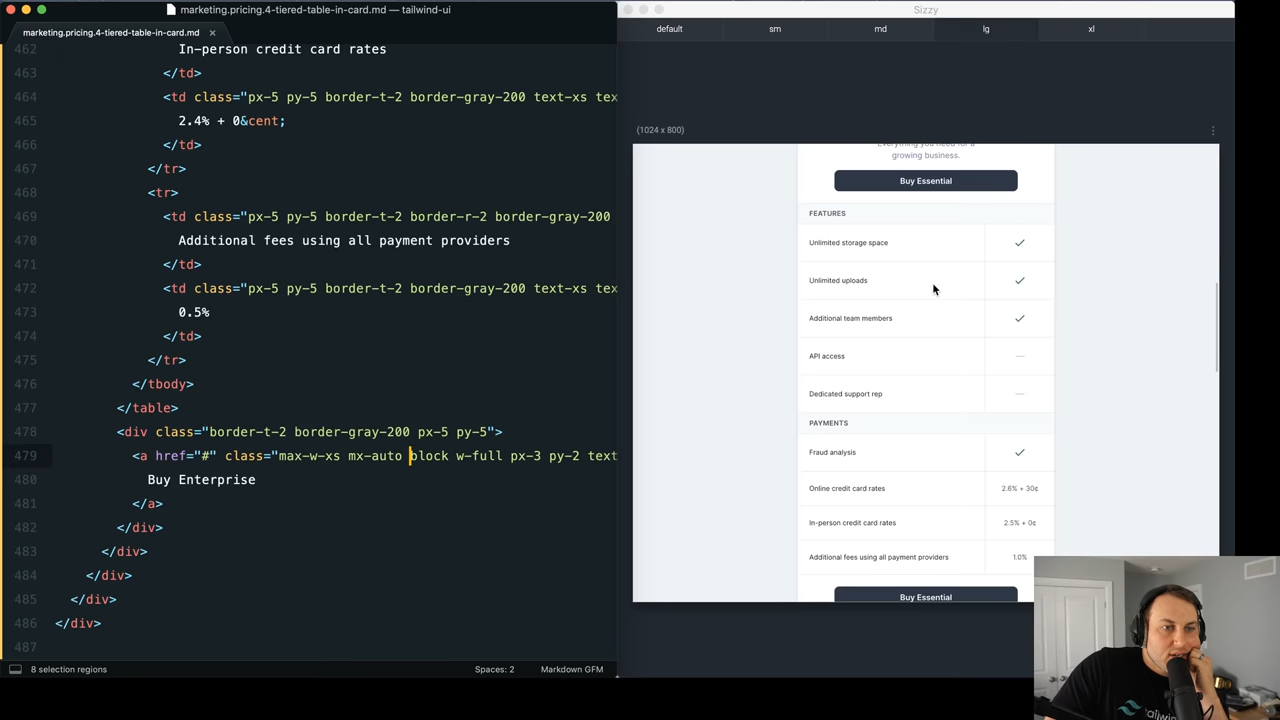 marketing.pricing.4-tiered-table-in-card.md — tailwind-ui
marketing.pricing.4-tiered-table-in-card.md ×
462 In-person credit card rates
463 </td>
464 <td class="px-5 py-5 border-t-2 border-gray-200 text-xs tex
465 2.4% + 0&cent;
466 </td>
467 </tr>
468 <tr>
469 <td class="px-5 py-5 border-t-2 border-r-2 border-gray-200
470 Additional fees using all payment providers
471 </td>
472 <td class="px-5 py-5 border-t-2 border-gray-200 text-xs tex
473 0.5%
474 </td>
475 </tr>
476 </tbody>
477 </table>
478 <div class="border-t-2 border-gray-200 px-5 py-5">
479 <a href="#" class="max-w-xs mx-auto block w-full px-3 py-2 text
480 Buy Enterprise
481 </a>
482 </div>
483 </div>
484 </div>
485 </div>
486 </div>
487
8 selection regions
Spaces: 2
Markdown GFM
Sizzy
default sm md lg xl
(1024 x 800)
Everything you need for a
growing business.
Buy Essential
FEATURES
Unlimited storage space
Unlimited uploads
Additional team members
API access —
Dedicated support rep —
PAYMENTS
Fraud analysis
Online credit card rates 2.6% + 30¢
In-person credit card rates 2.5% + 0¢
Additional fees using all payment providers 1.0%
Buy Essential